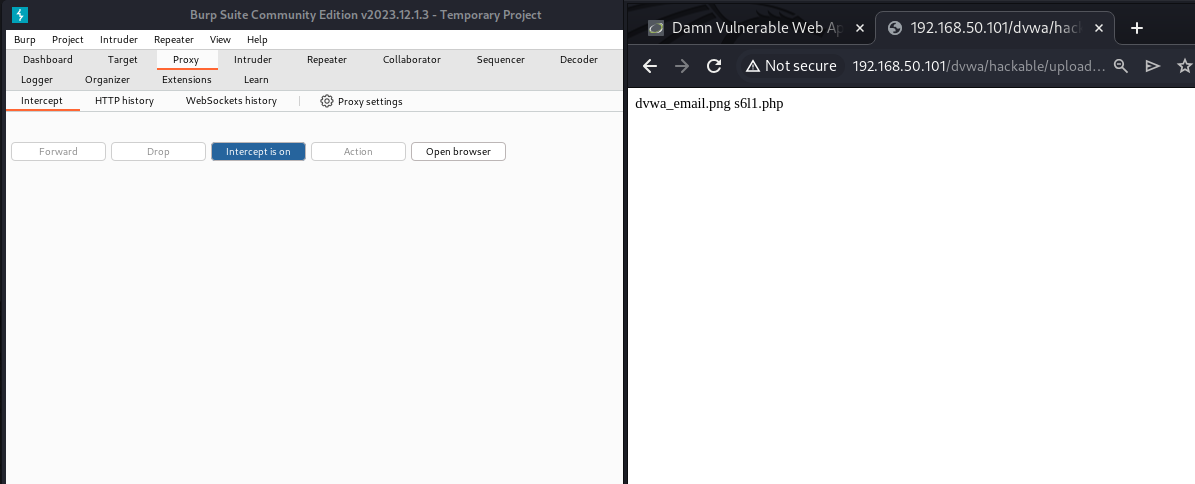 Burp Suite Community Edition v2023.12.1.3 - Temporary Project
Burp Project Intruder Repeater View Help
Dashboard Target Proxy Intruder Repeater Collaborator Sequencer Decoder
Logger Organizer Extensions Learn
Intercept HTTP history WebSockets history Proxy settings
Forward Drop Intercept is on Action Open browser
Damn Vulnerable Web Ap 192.168.50.101/dvwa/hack
Not secure 192.168.50.101/dvwa/hackable/upload...
dvwa_email.png s6l1.php